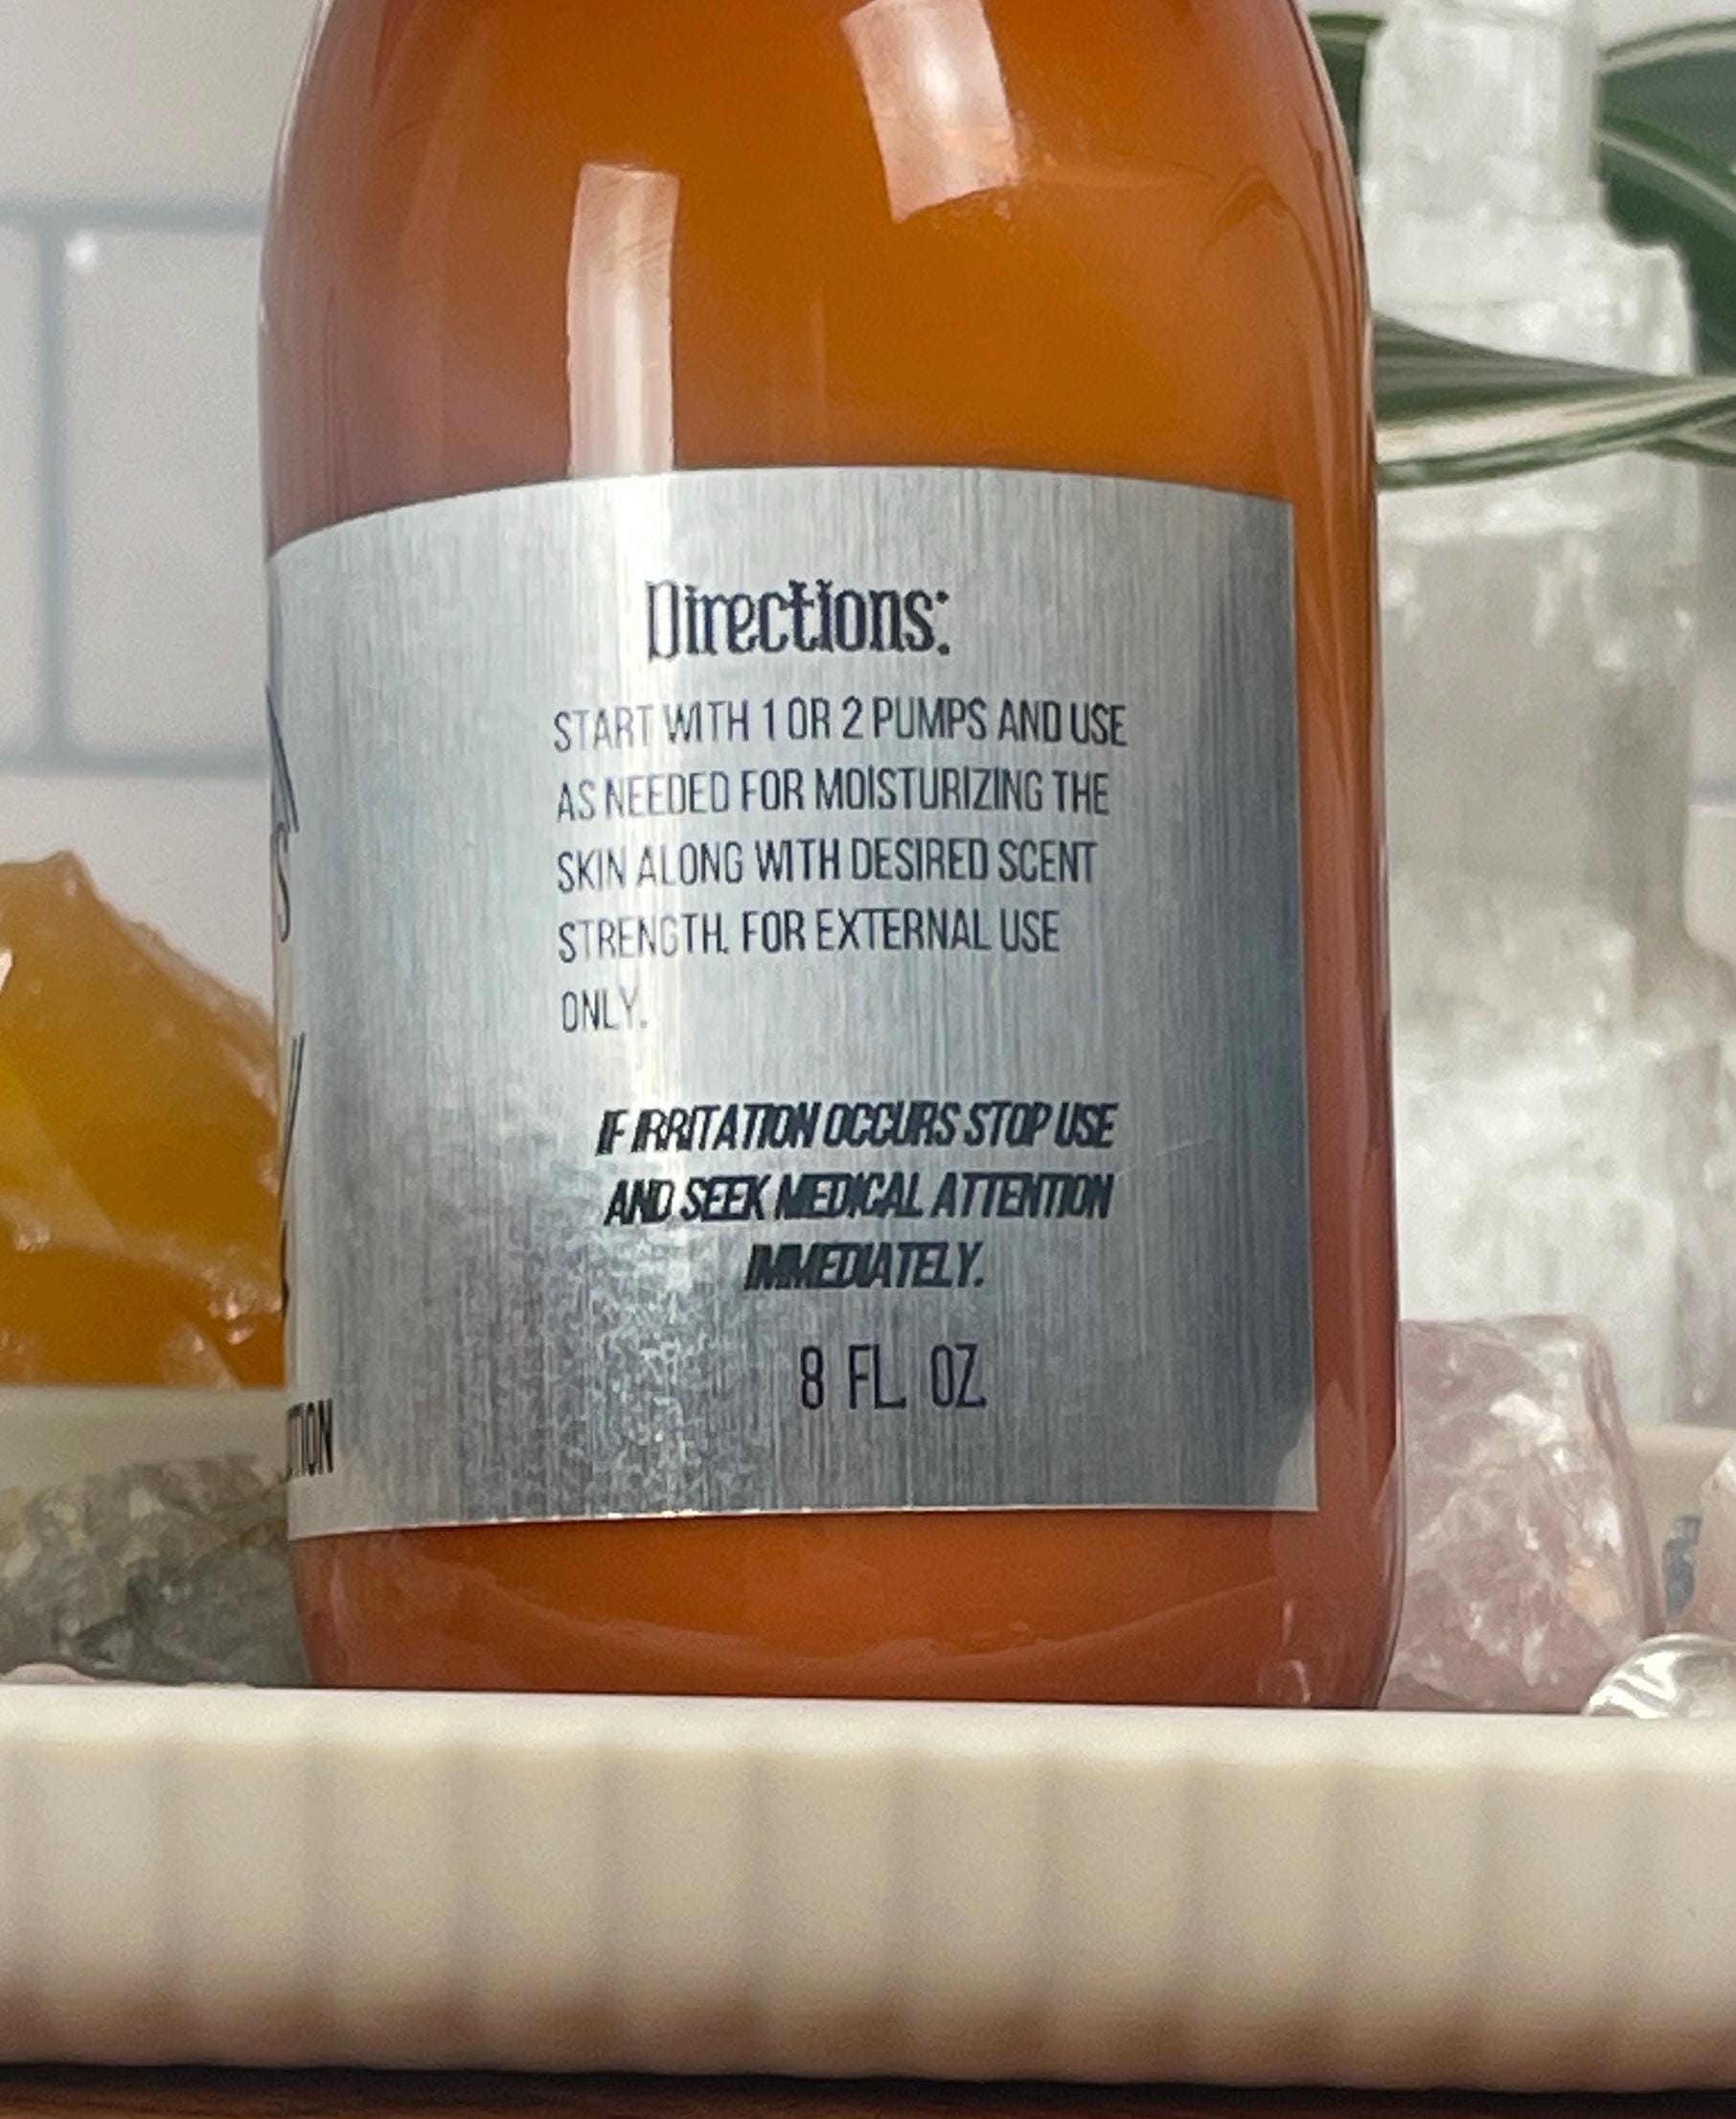 Directions:
START WITH 1 OR 2 PUMPS AND USE
AS NEEDED FOR MOISTURIZING THE
SKIN ALONG WITH DESIRED SCENT
STRENGTH. FOR EXTERNAL USE
ONLY.
IF IRRITATION OCCURS STOP USE
AND SEEK MEDICAL ATTENTION
IMMEDIATELY.
8 FL. OZ.